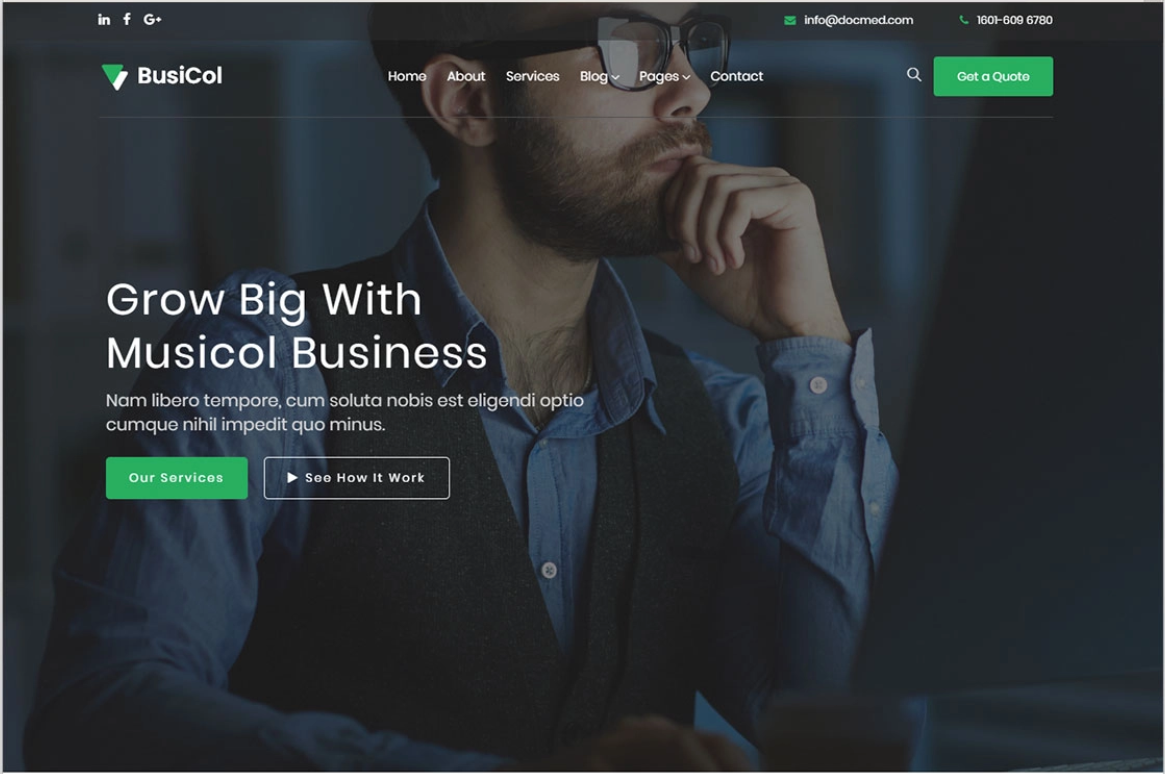 in f G+ info@docmed.com 1601-609 6780
BusiCol Home About Services Blog Pages Contact Get a Quote
Grow Big With
Musicol Business
Nam libero tempore, cum soluta nobis est eligendi optio
cumque nihil impedit quo minus.
Our Services See How It Work